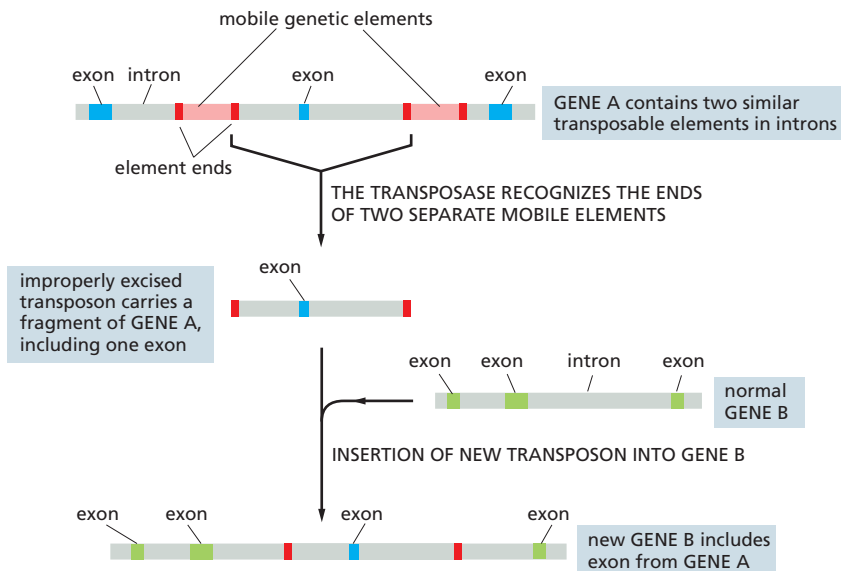 mobile genetic elements
exon
intron
exon
exon
GENE A contains two similar
transposable elements in introns
element ends
THE TRANSPOSASE RECOGNIZES THE ENDS
OF TWO SEPARATE MOBILE ELEMENTS
exon
improperly excised
transposon carries a
fragment of GENE A,
including one exon
exon
exon
intron
exon
normal
GENE B
INSERTION OF NEW TRANSPOSON INTO GENE B
exon
exon
exon
exon
new GENE B includes
exon from GENE A